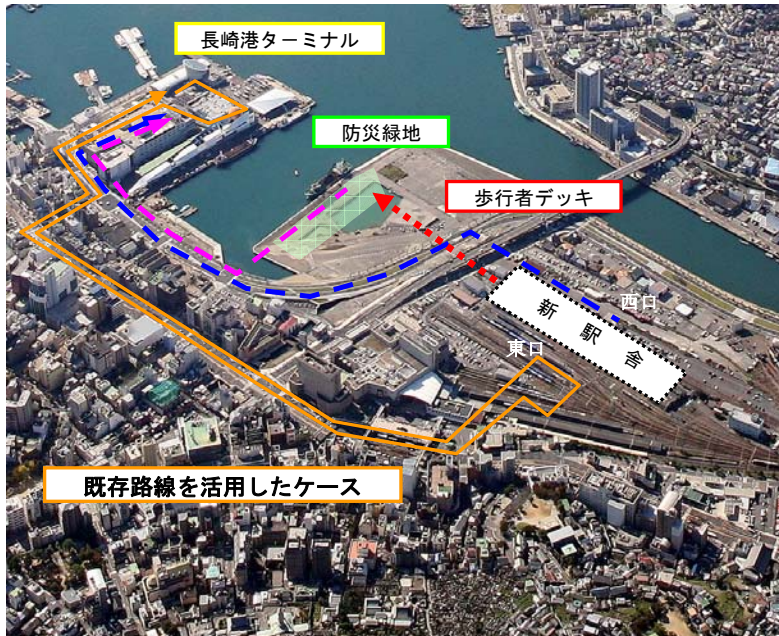 長崎港ターミナル
防災緑地
歩行者デッキ
西口
新駅舎
東口
既存路線を活用したケース